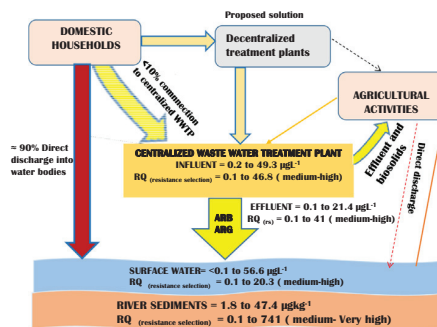 Proposed solution
DOMESTIC
HOUSEHOLDS
Decentralized
treatment plants
<10% commnection
to centralized WWTP
AGRICULTURAL
ACTIVITIES
≈ 90% Direct
discharge into
water bodies
CENTRALIZED WASTE WATER TREATMENT PLANT
INFLUENT = 0.2 to 49.3 µgL⁻¹
RQ (resistance selection) = 0.1 to 46.8 ( medium-high)
Effluent and
biosolids
Direct discharge
ARB
ARG
EFFLUENT = 0.1 to 21.4 µgL⁻¹
RQ (rs) = 0.1 to 41 ( medium-high)
SURFACE WATER= <0.1 to 56.6 µgL⁻¹
RQ (resistance selection) = 0.1 to 20.3 ( medium-high)
RIVER SEDIMENTS = 1.8 to 47.4 µgkg⁻¹
RQ (resistance selection) = 0.1 to 741 ( medium- Very high)